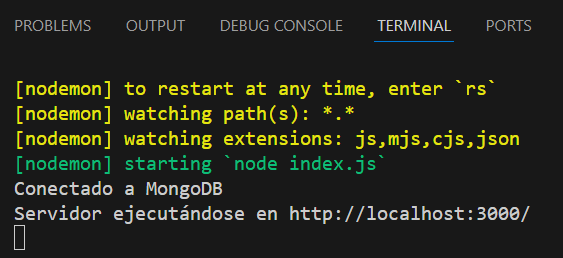 PROBLEMS OUTPUT DEBUG CONSOLE TERMINAL PORTS
[nodemon] to restart at any time, enter `rs`
[nodemon] watching path(s): *.*
[nodemon] watching extensions: js,mjs,cjs,json
[nodemon] starting `node index.js`
Conectado a MongoDB
Servidor ejecutándose en http://localhost:3000/